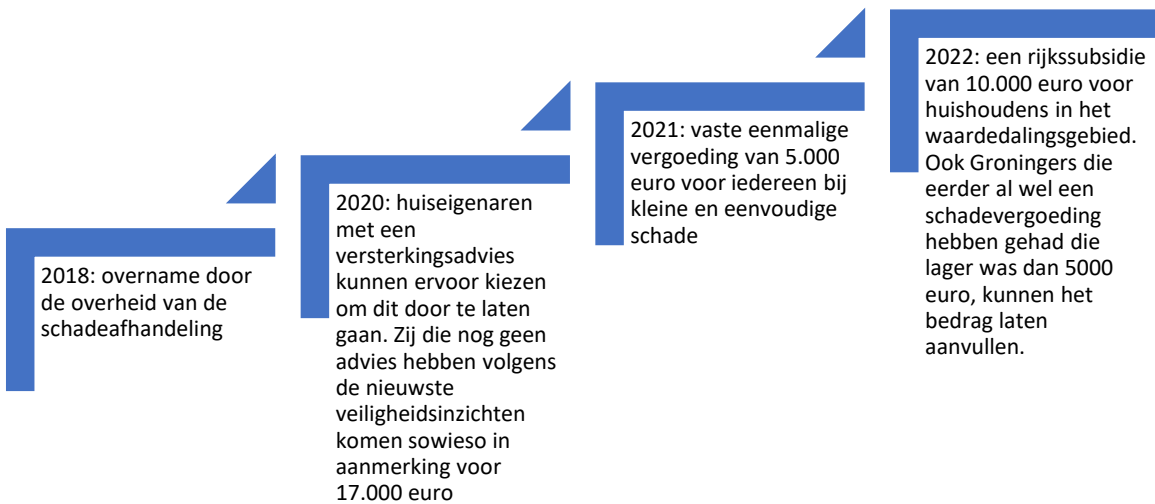 2018: overname door
de overheid van de
schadeafhandeling
2020: huiseigenaren
met een
versterkingsadvies
kunnen ervoor kiezen
om dit door te laten
gaan. Zij die nog geen
advies hebben volgens
de nieuwste
veiligheidsinzichten
komen sowieso in
aanmerking voor
17.000 euro
2021: vaste eenmalige
vergoeding van 5.000
euro voor iedereen bij
kleine en eenvoudige
schade
2022: een rijkssubsidie
van 10.000 euro voor
huishoudens in het
waardedalingsgebied.
Ook Groningers die
eerder al wel een
schadevergoeding
hebben gehad die
lager was dan 5000
euro, kunnen het
bedrag laten
aanvullen.